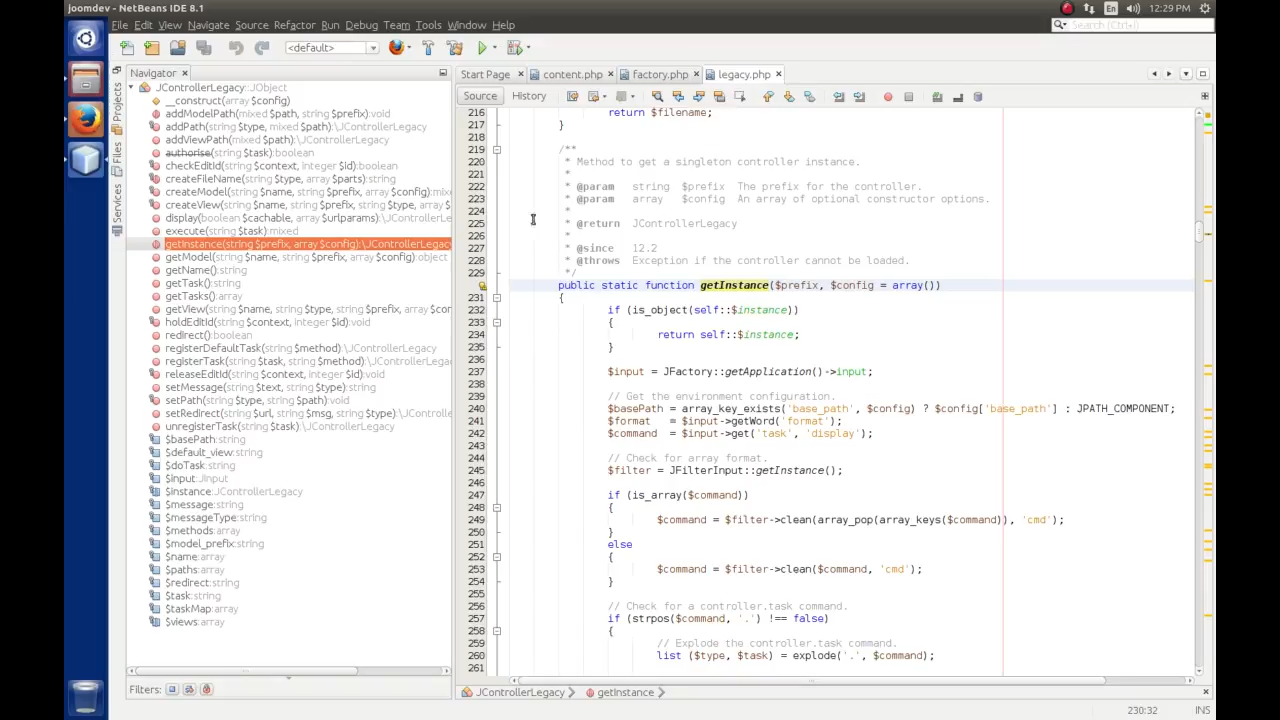 joomdev - NetBeans IDE 8.1
En
12:29 PM
File Edit View Navigate Source Refactor Run Debug Team Tools Window Help
Search (Ctrl+I)
<default>
Navigator
Start Page
content.php
factory.php
legacy.php
Source History
Projects
Files
Services
JControllerLegacy::JObject
__construct(array $config)
addModelPath(mixed $path, string $prefix):void
addPath(string $type, mixed $path):\JControllerLegacy
addViewPath(mixed $path):\JControllerLegacy
authorise(string $task):boolean
checkEditId(string $context, integer $id):boolean
createFileName(string $type, array $parts):string
createModel(string $name, string $prefix, array $config):mixed
createView(string $name, string $prefix, string $type, array
display(boolean $cachable, array $urlparams):\JControllerL
execute(string $task):mixed
getInstance(string $prefix, array $config):\JControllerLegacy
getModel(string $name, string $prefix, array $config):object
getName():string
getTask():string
getTasks():array
getView(string $name, string $type, string $prefix, array $con
holdEditId(string $context, integer $id):void
redirect():boolean
registerDefaultTask(string $method):\JControllerLegacy
registerTask(string $task, string $method):\JControllerLegacy
releaseEditId(string $context, integer $id):void
setMessage(string $text, string $type):string
setPath(string $type, string $path):void
setRedirect(string $url, string $msg, string $type):\JControlle
unregisterTask(string $task):\JControllerLegacy
$basePath:string
$default_view:string
$doTask:string
$input:JInput
$instance:JControllerLegacy
$message:string
$messageType:string
$methods:array
$model_prefix:string
$name:array
$paths:array
$redirect:string
$task:string
$taskMap:array
$views:array
Filters:
216 return $filename;
217 }
218
219 /**
220 * Method to get a singleton controller instance.
221 *
222 * @param string $prefix The prefix for the controller.
223 * @param array $config An array of optional constructor options.
224 *
225 * @return JControllerLegacy
226 *
227 * @since 12.2
228 * @throws Exception if the controller cannot be loaded.
229 */
public static function getInstance($prefix, $config = array())
231 {
232 if (is_object(self::$instance))
233 {
234 return self::$instance;
235 }
236
237 $input = JFactory::getApplication()->input;
238
239 // Get the environment configuration.
240 $basePath = array_key_exists('base_path', $config) ? $config['base_path'] : JPATH_COMPONENT;
241 $format = $input->getWord('format');
242 $command = $input->get('task', 'display');
243
244 // Check for array format.
245 $filter = JFilterInput::getInstance();
246
247 if (is_array($command))
248 {
249 $command = $filter->clean(array_pop(array_keys($command)), 'cmd');
250 }
251 else
252 {
253 $command = $filter->clean($command, 'cmd');
254 }
255
256 // Check for a controller.task command.
257 if (strpos($command, '.') !== false)
258 {
259 // Explode the controller.task command.
260 list ($type, $task) = explode('.', $command);
261
JControllerLegacy
getInstance
230:32
INS